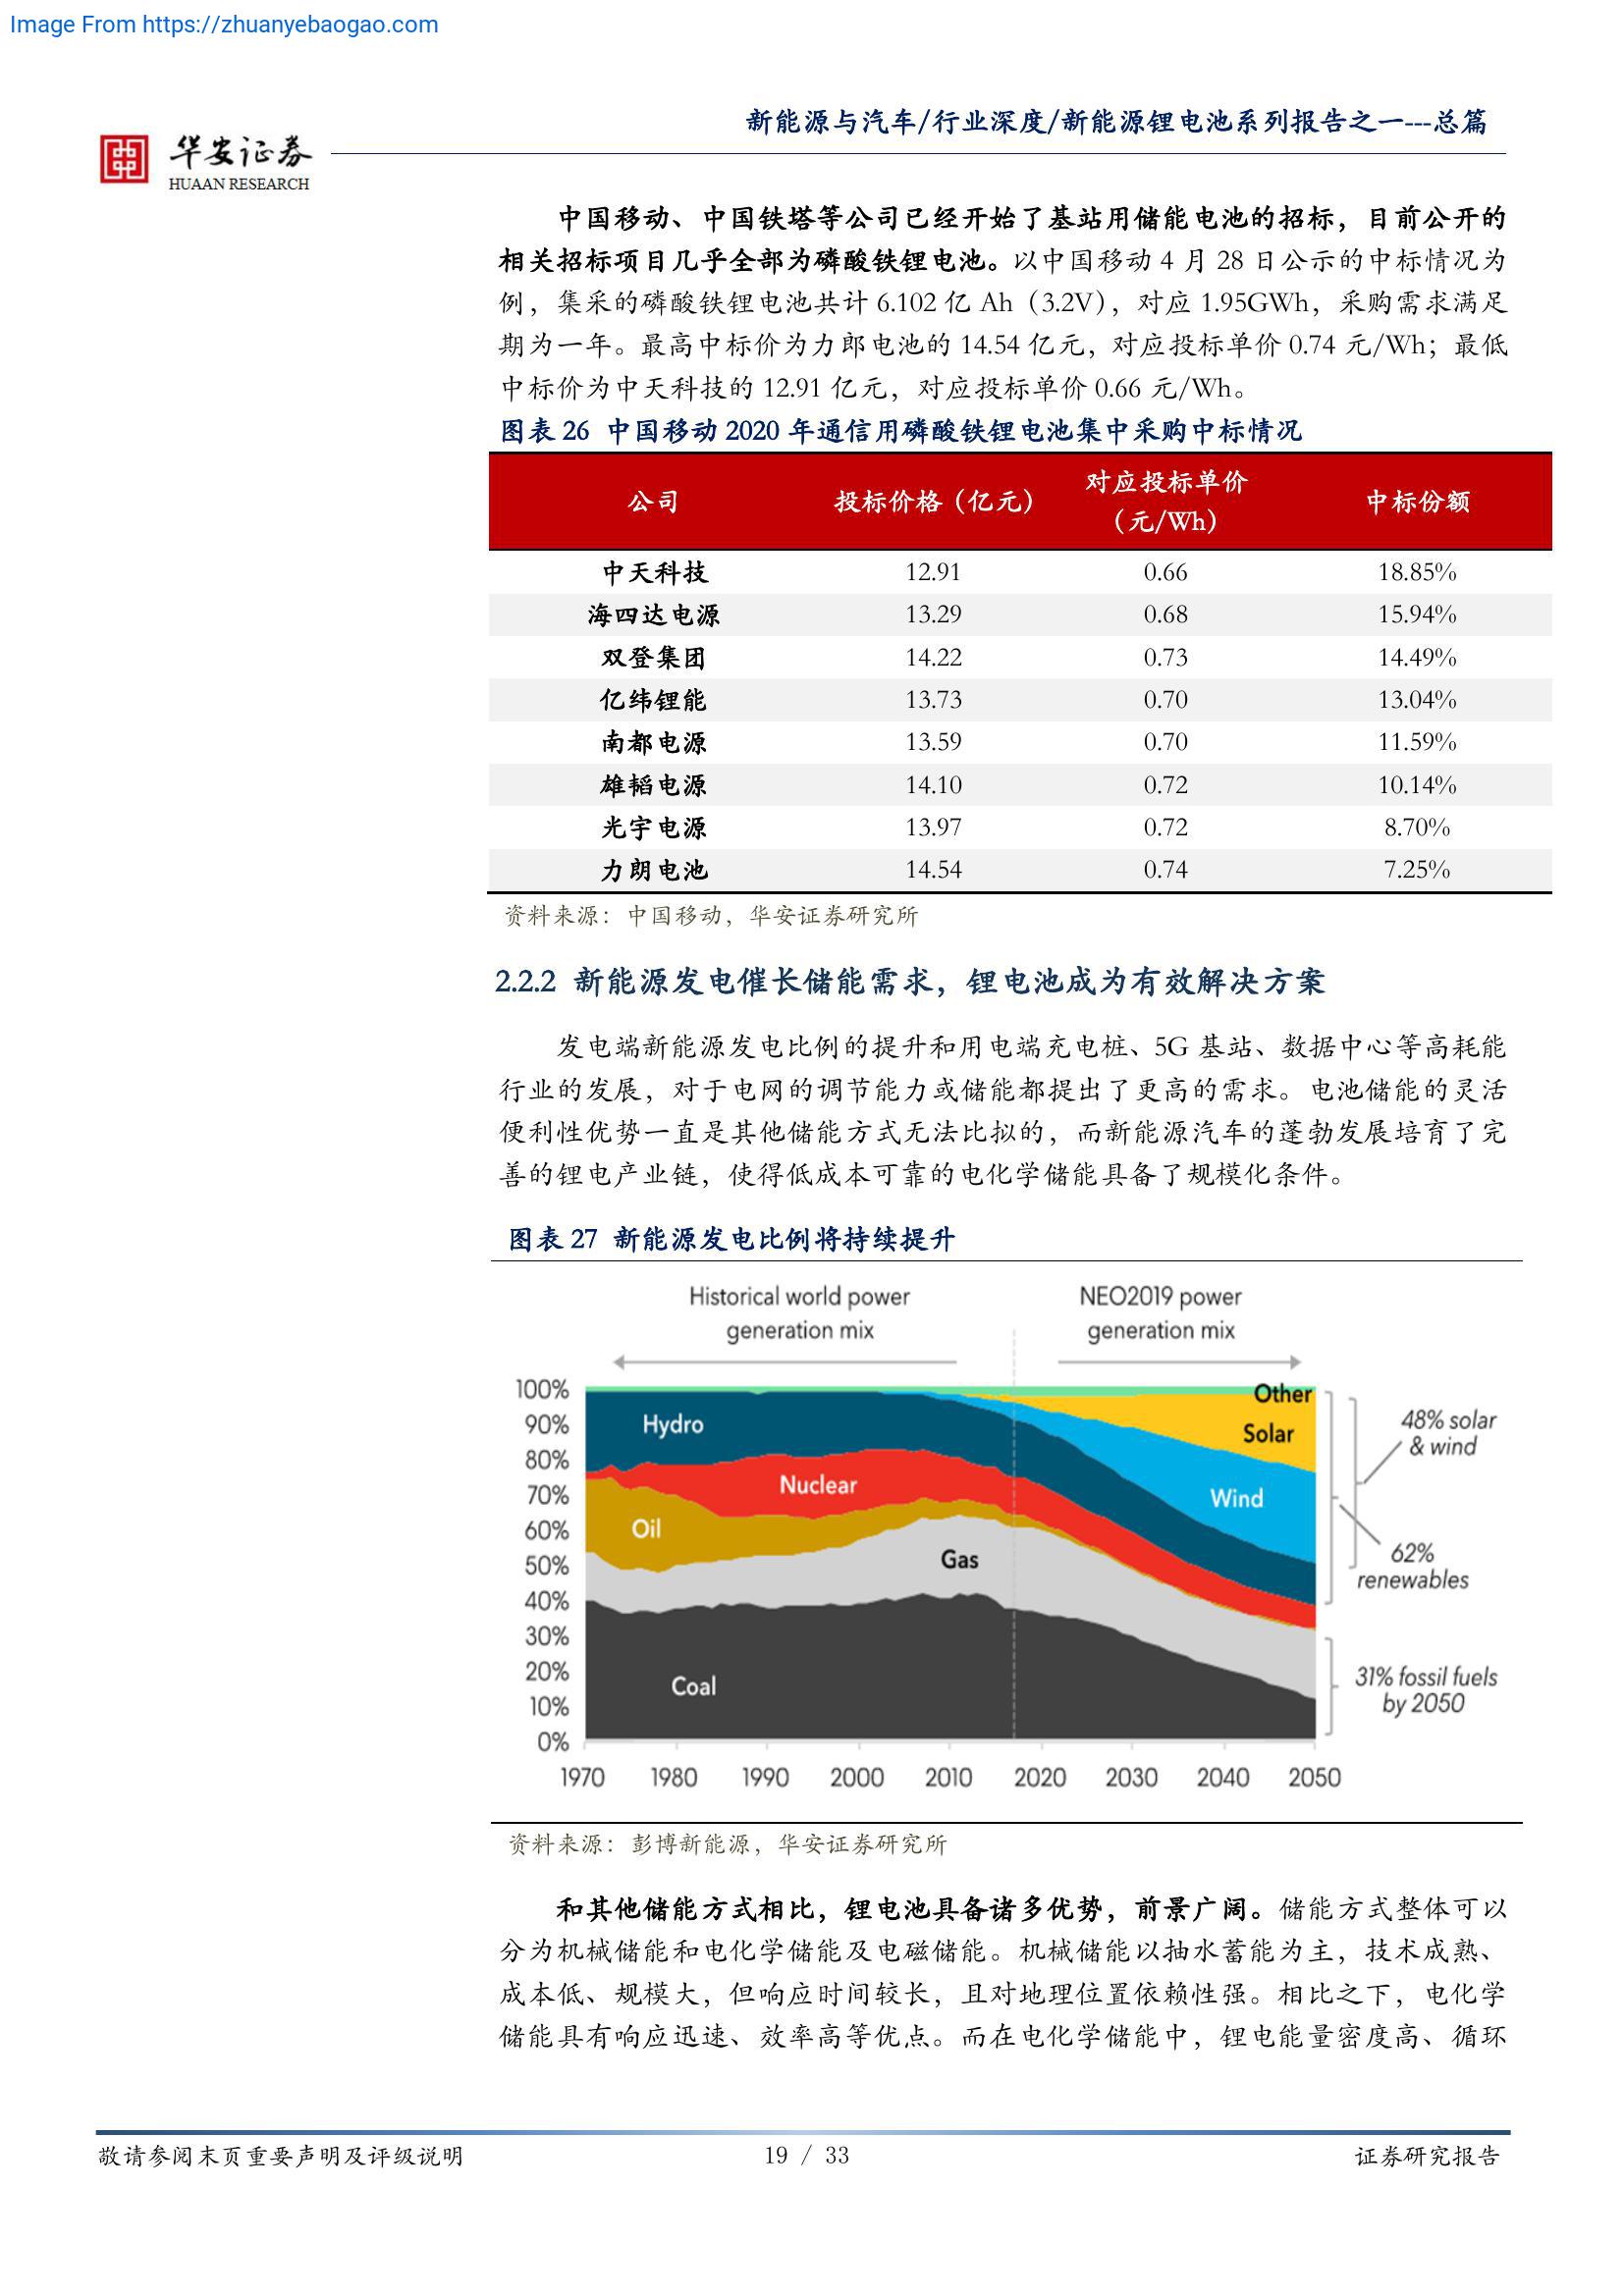 Image From https://zhuanyebaogao.com
新能源与汽车/行业深度/新能源锂电池系列报告之一---总篇
华安证券
HUAAN RESEARCH
中国移动、中国铁塔等公司已经开始了基站用储能电池的招标，目前公开的
相关招标项目几乎全部为磷酸铁锂电池。以中国移动 4 月 28 日公示的中标情况为
例，集采的磷酸铁锂电池共计 6.102 亿 Ah（3.2V），对应 1.95GWh，采购需求满足
期为一年。最高中标价为力郎电池的 14.54 亿元，对应投标单价 0.74 元/Wh；最低
中标价为中天科技的 12.91 亿元，对应投标单价 0.66 元/Wh。
图表 26 中国移动 2020 年通信用磷酸铁锂电池集中采购中标情况
公司 投标价格（亿元） 对应投标单价（元/Wh） 中标份额
中天科技 12.91 0.66 18.85%
海四达电源 13.29 0.68 15.94%
双登集团 14.22 0.73 14.49%
亿纬锂能 13.73 0.70 13.04%
南都电源 13.59 0.70 11.59%
雄韬电源 14.10 0.72 10.14%
光宇电源 13.97 0.72 8.70%
力朗电池 14.54 0.74 7.25%
资料来源：中国移动，华安证券研究所
2.2.2 新能源发电催长储能需求，锂电池成为有效解决方案
发电端新能源发电比例的提升和用电端充电桩、5G 基站、数据中心等高耗能
行业的发展，对于电网的调节能力或储能都提出了更高的需求。电池储能的灵活
便利性优势一直是其他储能方式无法比拟的，而新能源汽车的蓬勃发展培育了完
善的锂电产业链，使得低成本可靠的电化学储能具备了规模化条件。
图表 27 新能源发电比例将持续提升
Historical world power
generation mix
NEO2019 power
generation mix
100%
90%
80%
70%
60%
50%
40%
30%
20%
10%
0%
Hydro
Nuclear
Oil
Gas
Coal
Other
Solar
Wind
48% solar
& wind
62%
renewables
31% fossil fuels
by 2050
1970 1980 1990 2000 2010 2020 2030 2040 2050
资料来源：彭博新能源，华安证券研究所
和其他储能方式相比，锂电池具备诸多优势，前景广阔。储能方式整体可以
分为机械储能和电化学储能及电磁储能。机械储能以抽水蓄能为主，技术成熟、
成本低、规模大，但响应时间较长，且对地理位置依赖性强。相比之下，电化学
储能具有响应迅速、效率高等优点。而在电化学储能中，锂电能量密度高、循环
敬请参阅末页重要声明及评级说明 19 / 33 证券研究报告